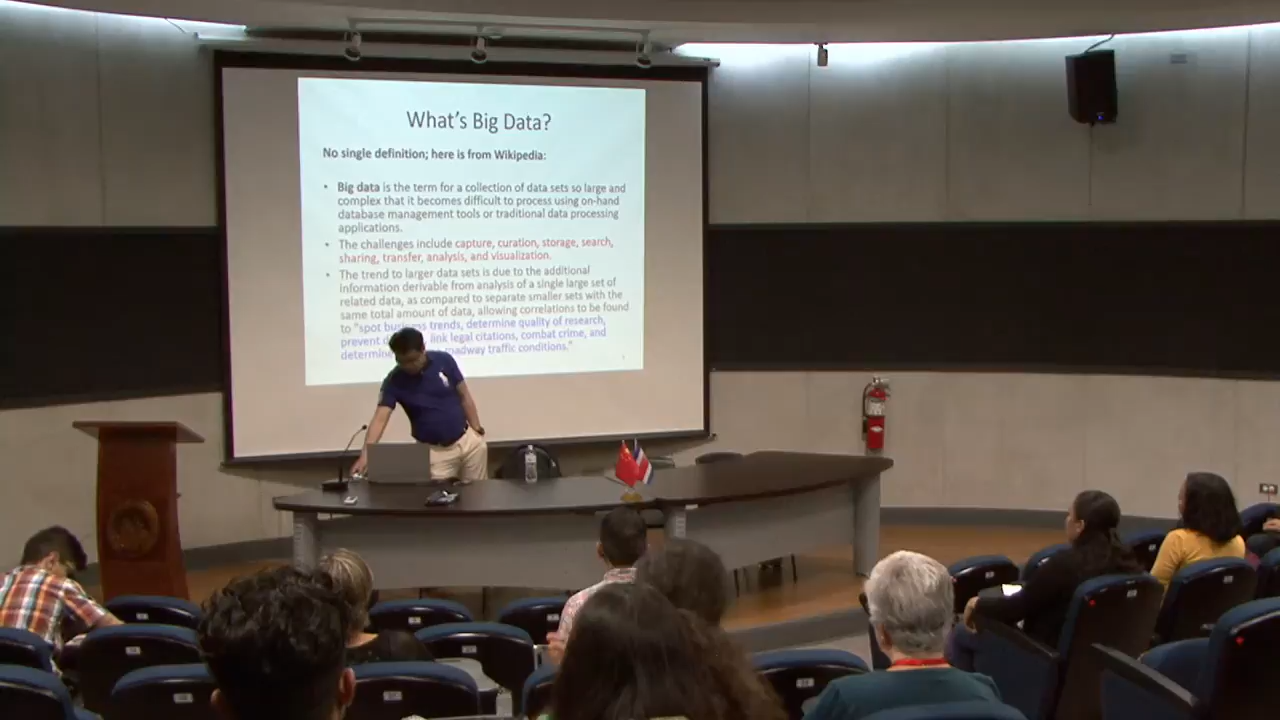 What's Big Data?
No single definition; here is from Wikipedia:
• Big data is the term for a collection of data sets so large and
complex that it becomes difficult to process using on-hand
database management tools or traditional data processing
applications.
• The challenges include capture, curation, storage, search,
sharing, transfer, analysis, and visualization.
• The trend to larger data sets is due to the additional
information derivable from analysis of a single large set of
related data, as compared to separate smaller sets with the
same total amount of data, allowing correlations to be found
to "spot business trends, determine quality of research,
prevent link legal citations, combat crime, and
determine roadway traffic conditions."